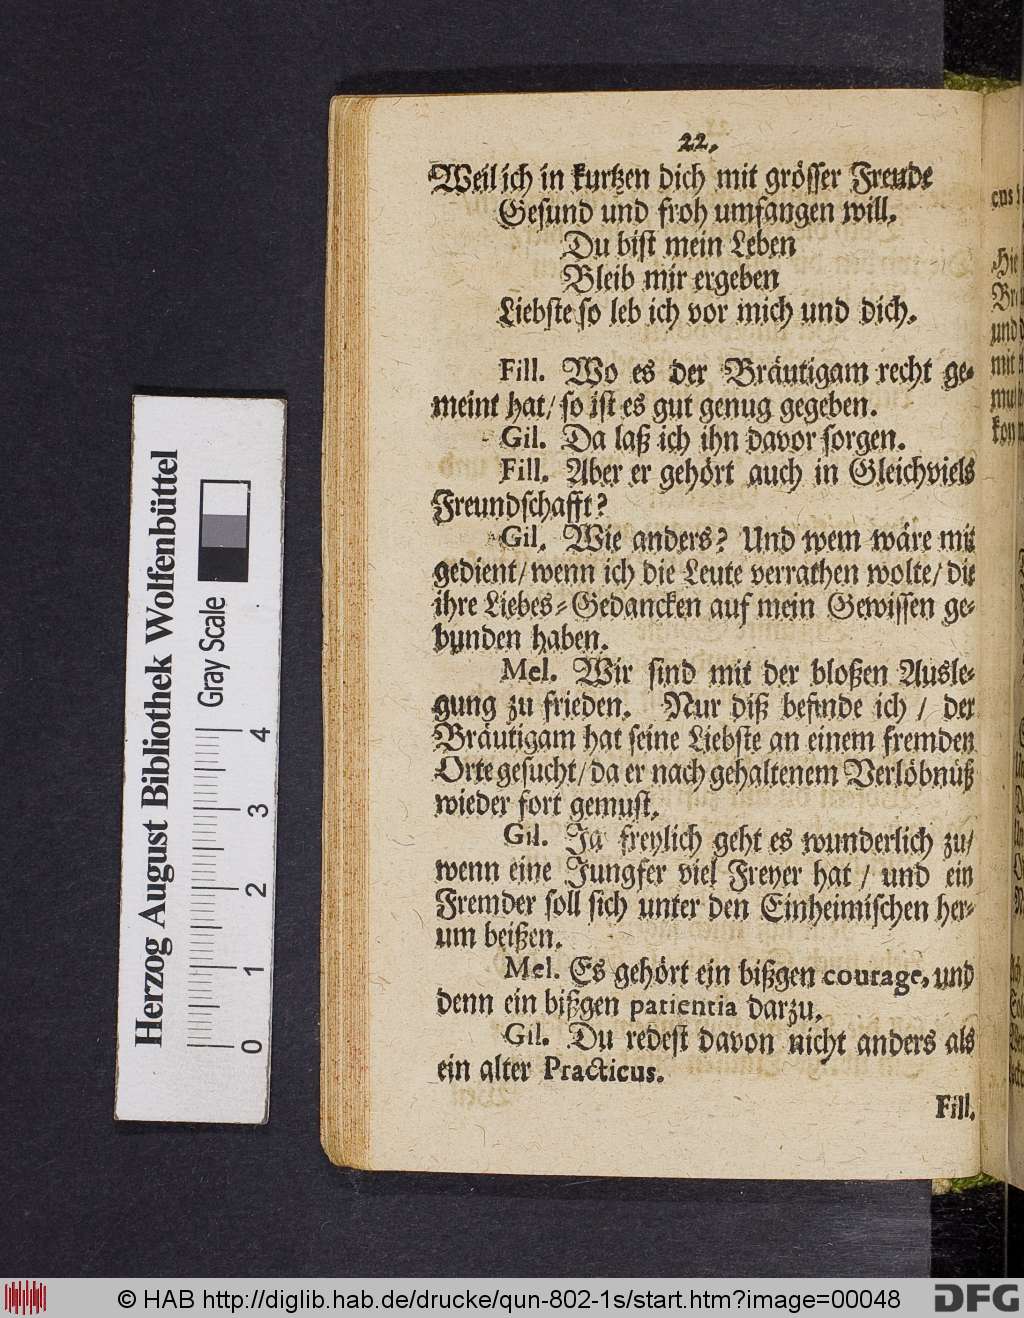 22.
Weil ich in kurtzen dich mit grösser Freude
Gesund und froh umfangen will,
Du bist mein Leben
Bleib mir ergeben
Liebste so leb ich vor mich und dich.
Fill. Wo es der Bräutigam recht ge-
meint hat/ so ist es gut genug gegeben.
Gil. Da laß ich ihn davor sorgen.
Fill. Aber er gehört auch in Gleichviels
Freundschafft?
Gil. Wie anders? Und wem wäre mit
gedient/ wenn ich die Leute verrathen wolte/ die
ihre Liebes-Gedancken auf mein Gewissen ge-
bunden haben.
Mel. Wir sind mit der bloßen Ausle-
gung zu frieden. Nur diß befinde ich / der
Bräutigam hat seine Liebste an einem fremden
Orte gesucht/ da er nach gehaltenem Verlöbnüß
wieder fort gemust.
Gil. Ja freylich geht es wunderlich zu/
wenn eine Jungfer viel Freyer hat / und ein
Fremder soll sich unter den Einheimischen her-
um beißen.
Mel. Es gehört ein bißgen courage, und
denn ein bißgen patientia darzu.
Gil. Du redest davon nicht anders als
ein alter Practicus.
Fill.
cus
Hie
und
mit
Herzog August Bibliothek Wolfenbüttel
Gray Scale
0 1 2 3 4
© HAB http://diglib.hab.de/drucke/qun-802-1s/start.htm?image=00048
DFG